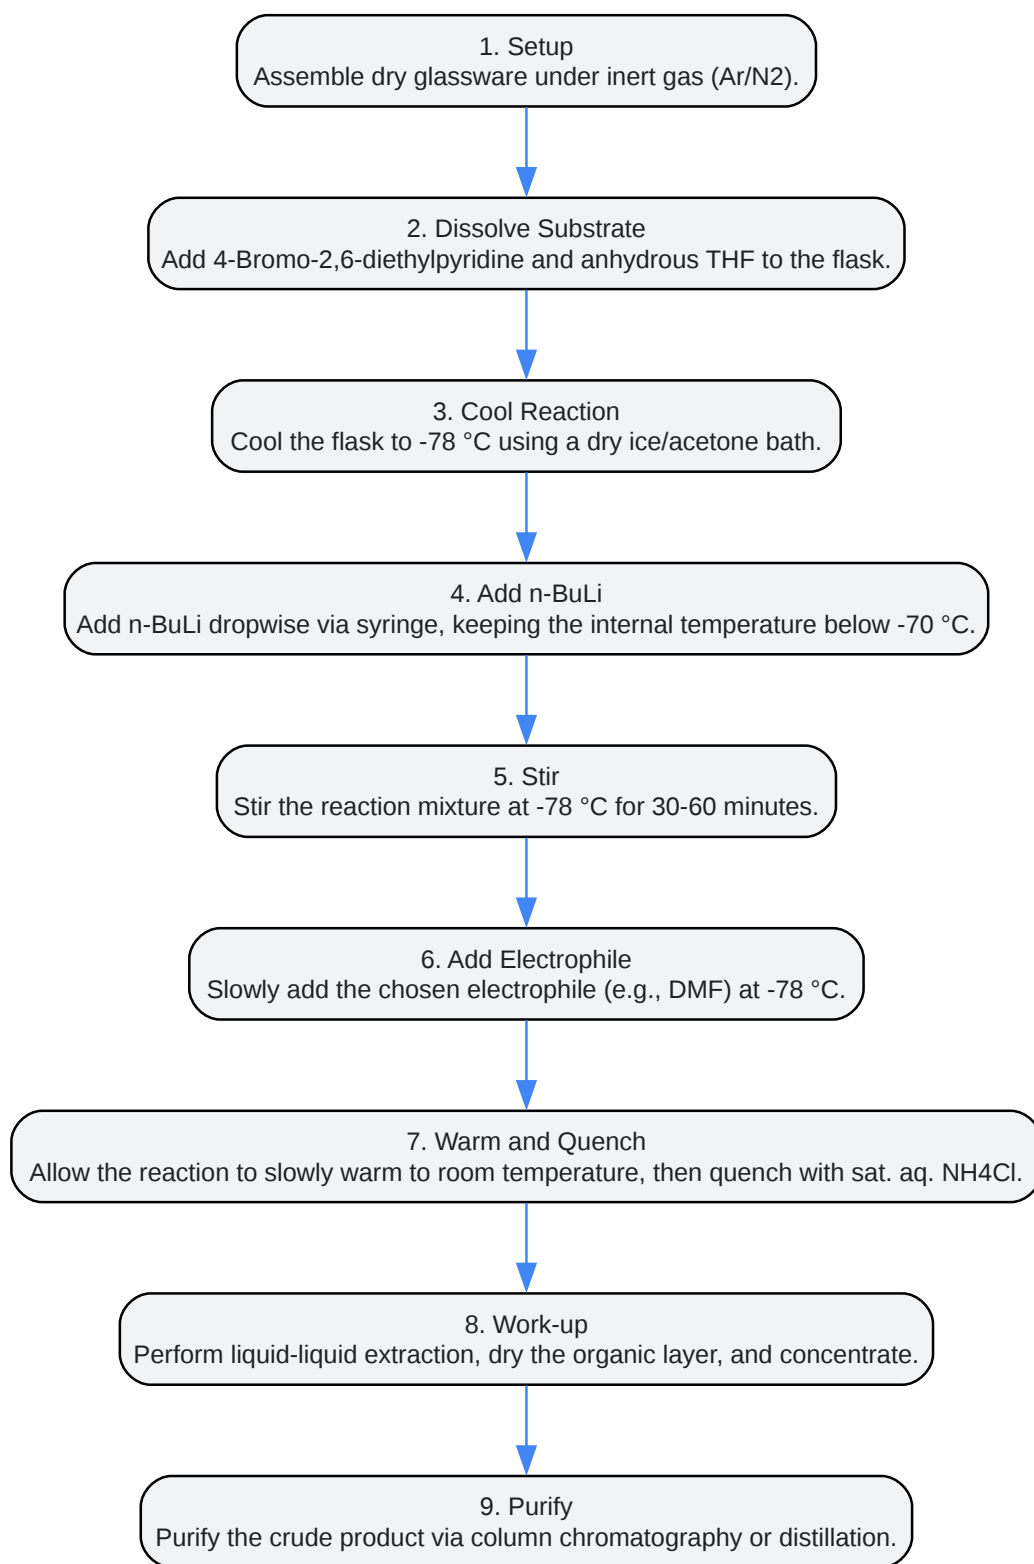 1. Setup
Assemble dry glassware under inert gas (Ar/N2).
2. Dissolve Substrate
Add 4-Bromo-2,6-diethylpyridine and anhydrous THF to the flask.
3. Cool Reaction
Cool the flask to -78 °C using a dry ice/acetone bath.
4. Add n-BuLi
Add n-BuLi dropwise via syringe, keeping the internal temperature below -70 °C.
5. Stir
Stir the reaction mixture at -78 °C for 30-60 minutes.
6. Add Electrophile
Slowly add the chosen electrophile (e.g., DMF) at -78 °C.
7. Warm and Quench
Allow the reaction to slowly warm to room temperature, then quench with sat. aq. NH4Cl.
8. Work-up
Perform liquid-liquid extraction, dry the organic layer, and concentrate.
9. Purify
Purify the crude product via column chromatography or distillation.